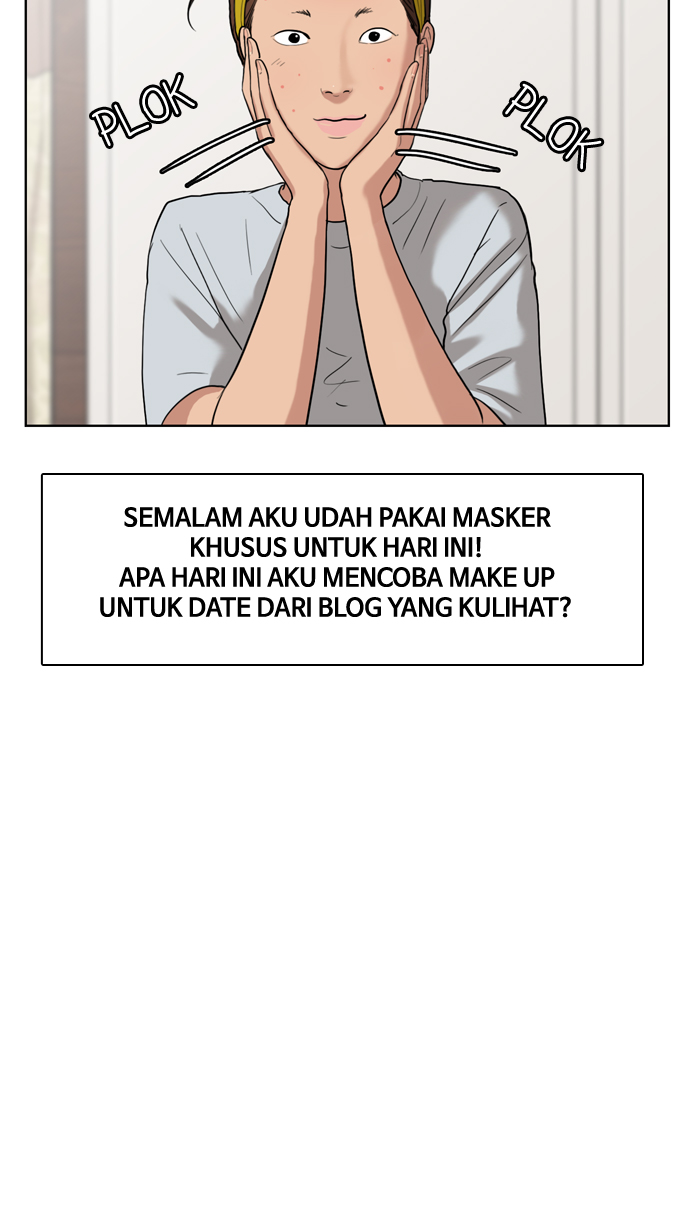 PLOK
PLOK
SEMALAM AKU UDAH PAKAI MASKER
KHUSUS UNTUK HARI INI!
APA HARI INI AKU MENCOBA MAKE UP
UNTUK DATE DARI BLOG YANG KULIHAT?